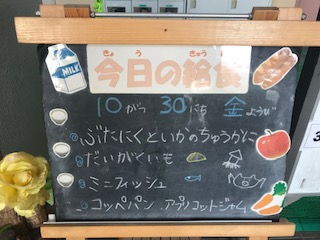 MILK
きょう きゅう
今日の給食
10がつ 30にち 金ようび
ぶたにくといかのちゅうかに
だいがくいも
ミニフィッシュ
コッペパン アプリコットジャム